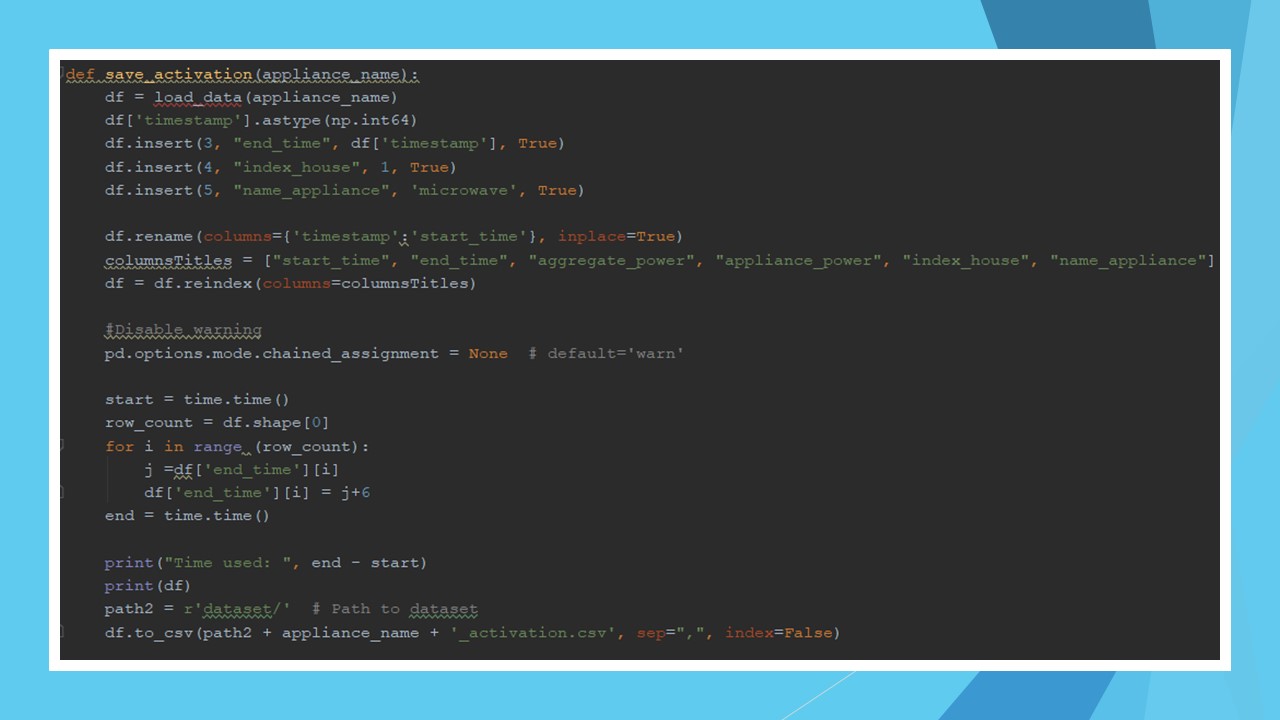 def save_activation(appliance_name):
    df = load_data(appliance_name)
    df['timestamp'].astype(np.int64)
    df.insert(3, "end_time", df['timestamp'], True)
    df.insert(4, "index_house", 1, True)
    df.insert(5, "name_appliance", 'microwave', True)
    df.rename(columns={'timestamp':'start_time'}, inplace=True)
    columnsTitles = ["start_time", "end_time", "aggregate_power", "appliance_power", "index_house", "name_appliance"]
    df = df.reindex(columns=columnsTitles)
    #Disable warning
    pd.options.mode.chained_assignment = None  # default='warn'
    start = time.time()
    row_count = df.shape[0]
    for i in range (row_count):
        j =df['end_time'][i]
        df['end_time'][i] = j+6
    end = time.time()
    print("Time used: ", end - start)
    print(df)
    path2 = r'dataset/'  # Path to dataset
    df.to_csv(path2 + appliance_name + '_activation.csv', sep=",", index=False)